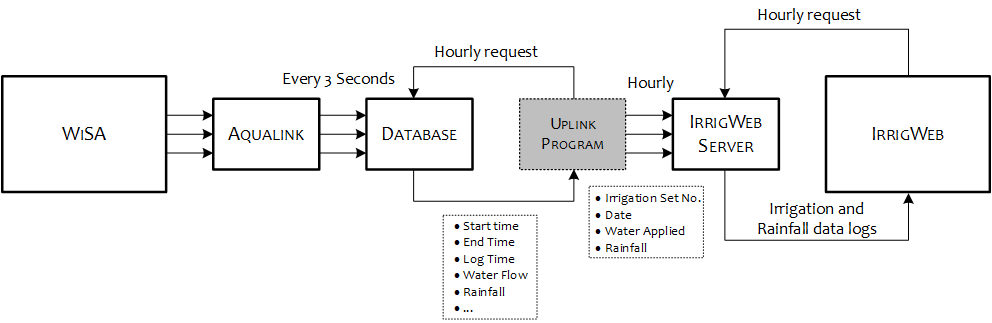 Hourly request
Hourly request
Every 3 Seconds
Hourly
WISA
AQUALINK
DATABASE
UPLINK
PROGRAM
IRRIGWEB
SERVER
IRRIGWEB
• Start time
• End Time
• Log Time
• Water Flow
• Rainfall
• ...
• Irrigation Set No.
• Date
• Water Applied
• Rainfall
Irrigation and
Rainfall data logs